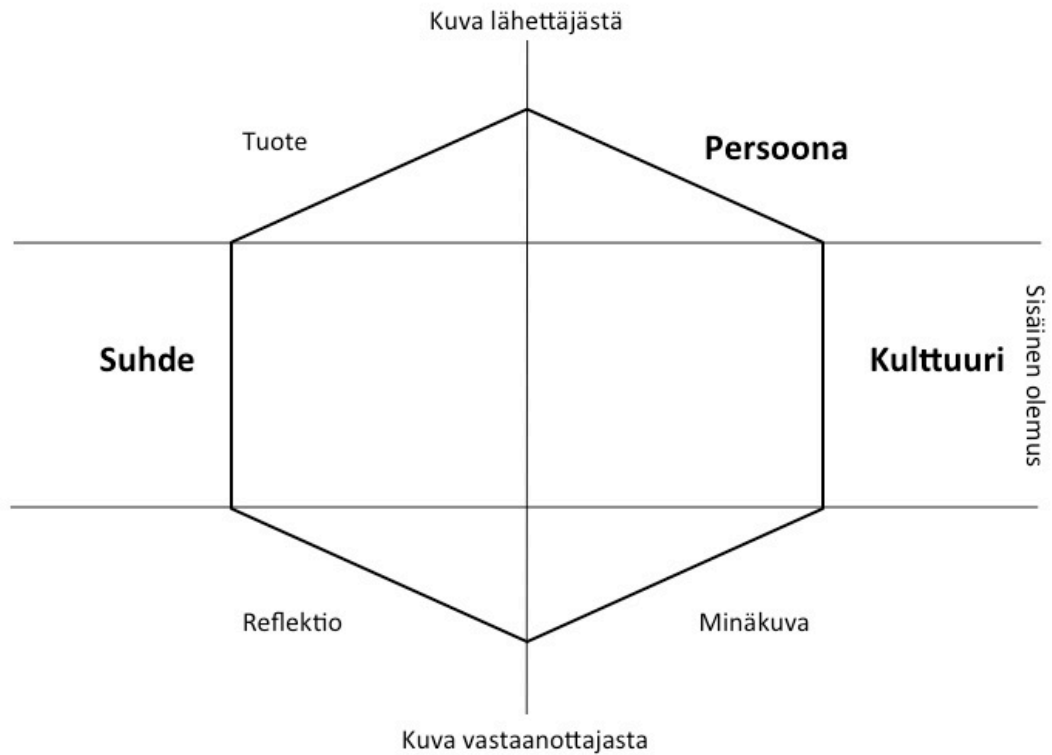 Kuva lähettäjästä
Tuote
Persoona
Suhde
Kulttuuri
Sisäinen olemus
Reflektio
Minäkuva
Kuva vastaanottajasta